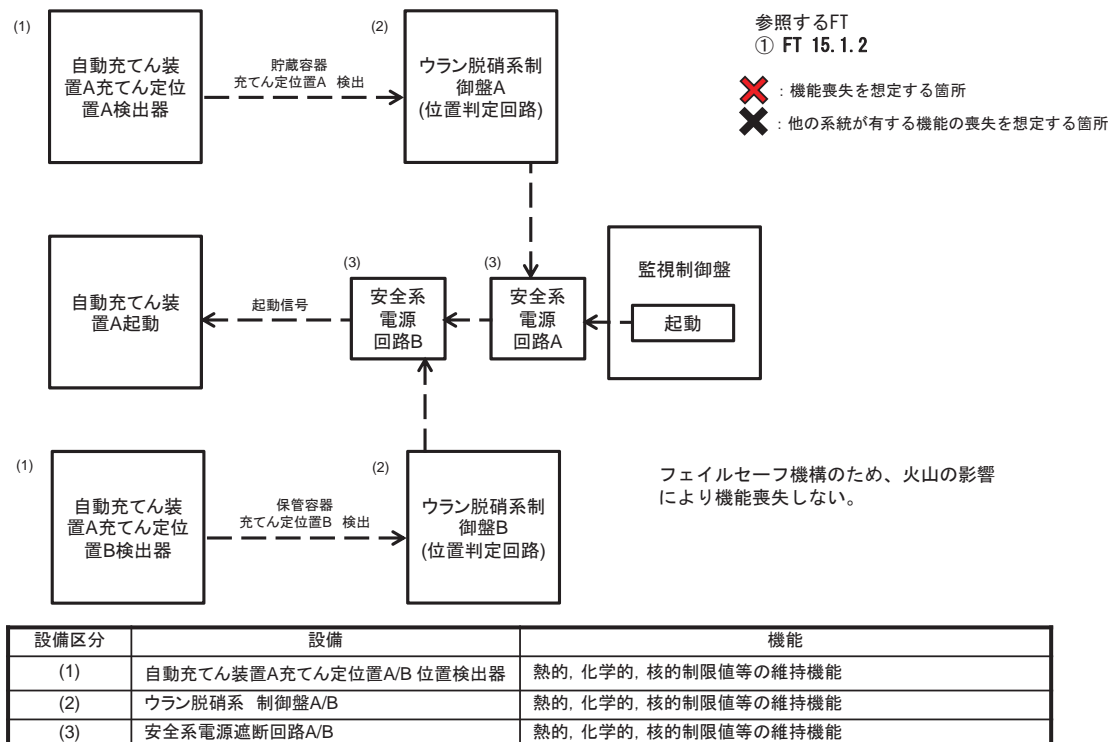 (1)
自動充てん装
置A充てん定位
置A検出器
貯蔵容器
充てん定位置A 検出
(2)
ウラン脱硝系制
御盤A
(位置判定回路)
参照するFT
① FT 15.1.2
：機能喪失を想定する箇所
：他の系統が有する機能の喪失を想定する箇所
自動充てん装
置A起動
起動信号
(3)
安全系
電源
回路B
(3)
安全系
電源
回路A
監視制御盤
起動
(1)
自動充てん装
置A充てん定位
置B検出器
保管容器
充てん定位置B 検出
(2)
ウラン脱硝系制
御盤B
(位置判定回路)
フェイルセーフ機構のため、火山の影響
により機能喪失しない。
設備区分 設備 機能
(1) 自動充てん装置A充てん定位置A/B 位置検出器 熱的, 化学的, 核的制限値等の維持機能
(2) ウラン脱硝系 制御盤A/B 熱的, 化学的, 核的制限値等の維持機能
(3) 安全系電源遮断回路A/B 熱的, 化学的, 核的制限値等の維持機能